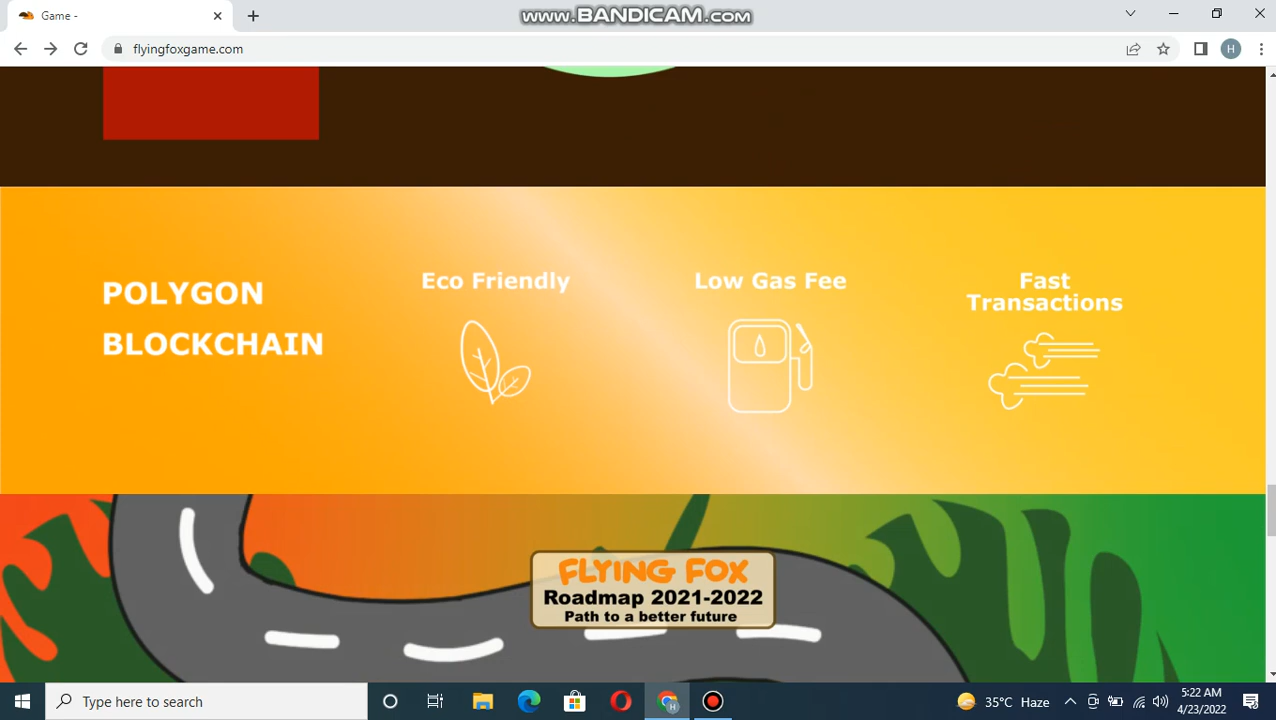 Game -
www.BANDICAM.com
flyingfoxgame.com
H
POLYGON
BLOCKCHAIN
Eco Friendly
Low Gas Fee
Fast
Transactions
FLYING FOX
Roadmap 2021-2022
Path to a better future
Type here to search
H
35°C Haze
5:22 AM
4/23/2022